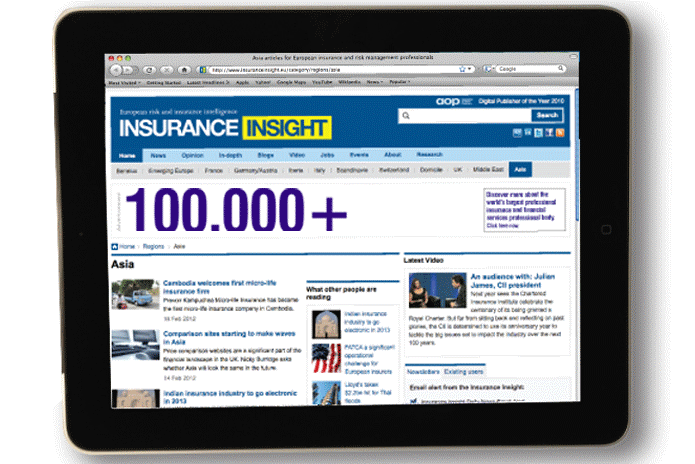 Asia articles for European insurance and risk management professionals
http://www.insuranceinsight.eu/category/regions/asia
Google
Most Visited Getting Started Latest Headlines Apple Yahoo! Google Maps YouTube Wikipedia News Popular
aop Digital Publisher of the Year 2010
European risk and insurance intelligence
INSURANCE INSIGHT
Search
Home News Opinion In-depth Blogs Video Jobs Events About Research
Benelux Emerging Europe France Germany/Austria Iberia Italy Scandinavia Switzerland Domicile UK Middle East Asia
Advertisement
100,000+
Discover more about the
world's largest professional
insurance and financial
services professional body.
Click here now
Home Regions Asia
Asia
Cambodia welcomes first micro-life
insurance firm
Prevoir Kampuchea Micro-life Insurance has become
the first micro-life insurance company in Cambodia.
16 Feb 2012
Comparison sites starting to make waves
in Asia
Price comparison websites are a significant part of the
financial landscape in the UK. Nicky Burridge asks
whether Asia will look the same in the future.
14 Feb 2012
Indian insurance industry to go electronic
in 2013
What other people are
reading
Indian insurance
industry to go
electronic in 2013
FATCA a significant
operational
challenge for
European insurers
Lloyd's takes
$2.2bn hit for Thai
floods
Latest Video
An audience with: Julian
James, CII president
Next year sees the Chartered
Insurance Institute celebrate the
centenary of its being granted a
Royal Charter. But far from sitting back and reflecting on past
glories, the CII is determined to use its anniversary year to
tackle the big issues set to impact the industry over the next
100 years.
Newsletters Existing users
Email alert from the Insurance Insight: